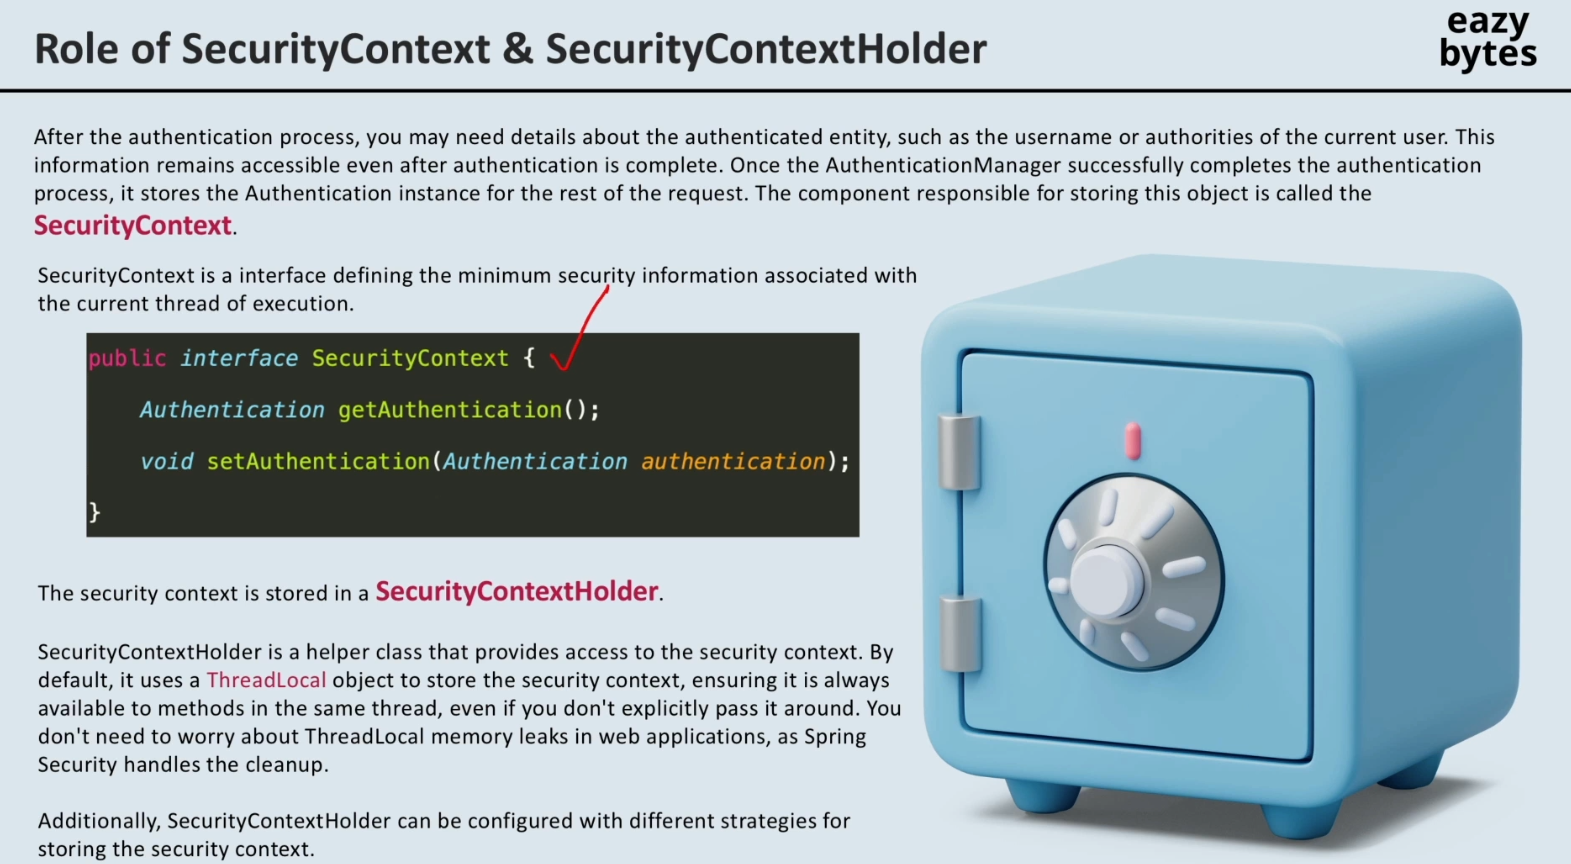 Role of SecurityContext & SecurityContextHolder
eazy
bytes
After the authentication process, you may need details about the authenticated entity, such as the username or authorities of the current user. This
information remains accessible even after authentication is complete. Once the AuthenticationManager successfully completes the authentication
process, it stores the Authentication instance for the rest of the request. The component responsible for storing this object is called the
SecurityContext.
SecurityContext is a interface defining the minimum security information associated with
the current thread of execution.
public interface SecurityContext {
Authentication getAuthentication();
void setAuthentication(Authentication authentication);
}
The security context is stored in a SecurityContextHolder.
SecurityContextHolder is a helper class that provides access to the security context. By
default, it uses a ThreadLocal object to store the security context, ensuring it is always
available to methods in the same thread, even if you don't explicitly pass it around. You
don't need to worry about ThreadLocal memory leaks in web applications, as Spring
Security handles the cleanup.
Additionally, SecurityContextHolder can be configured with different strategies for
storing the security context.